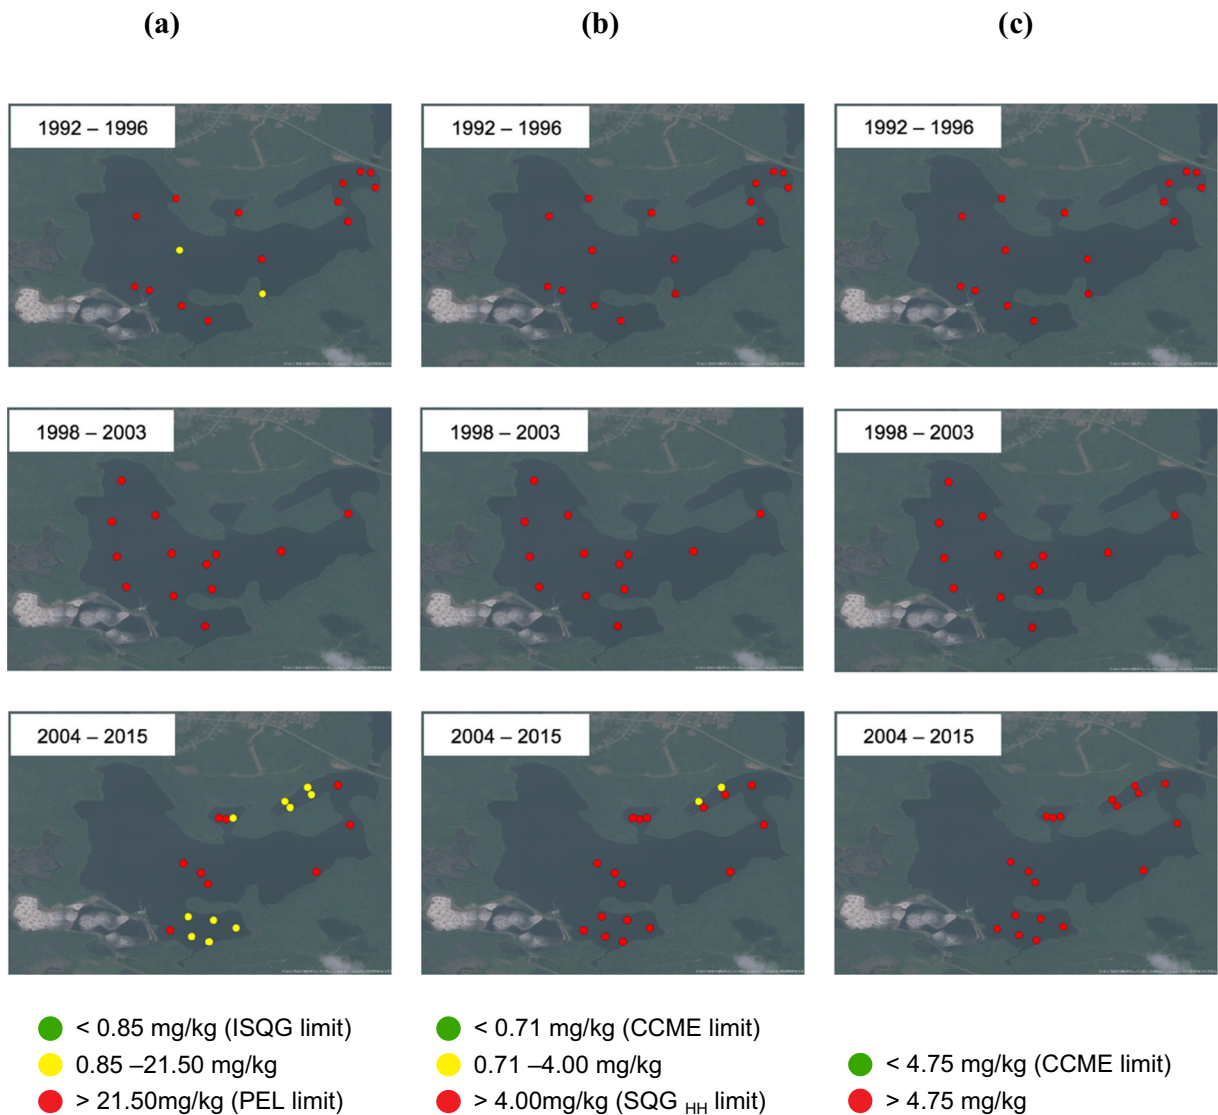 (a) (b) (c)
1992 – 1996 1992 – 1996 1992 – 1996
1998 – 2003 1998 – 2003 1998 – 2003
2004 – 2015 2004 – 2015 2004 – 2015
< 0.85 mg/kg (ISQG limit) < 0.71 mg/kg (CCME limit)
0.85 –21.50 mg/kg 0.71 –4.00 mg/kg < 4.75 mg/kg (CCME limit)
> 21.50mg/kg (PEL limit) > 4.00mg/kg (SQG HH limit) > 4.75 mg/kg